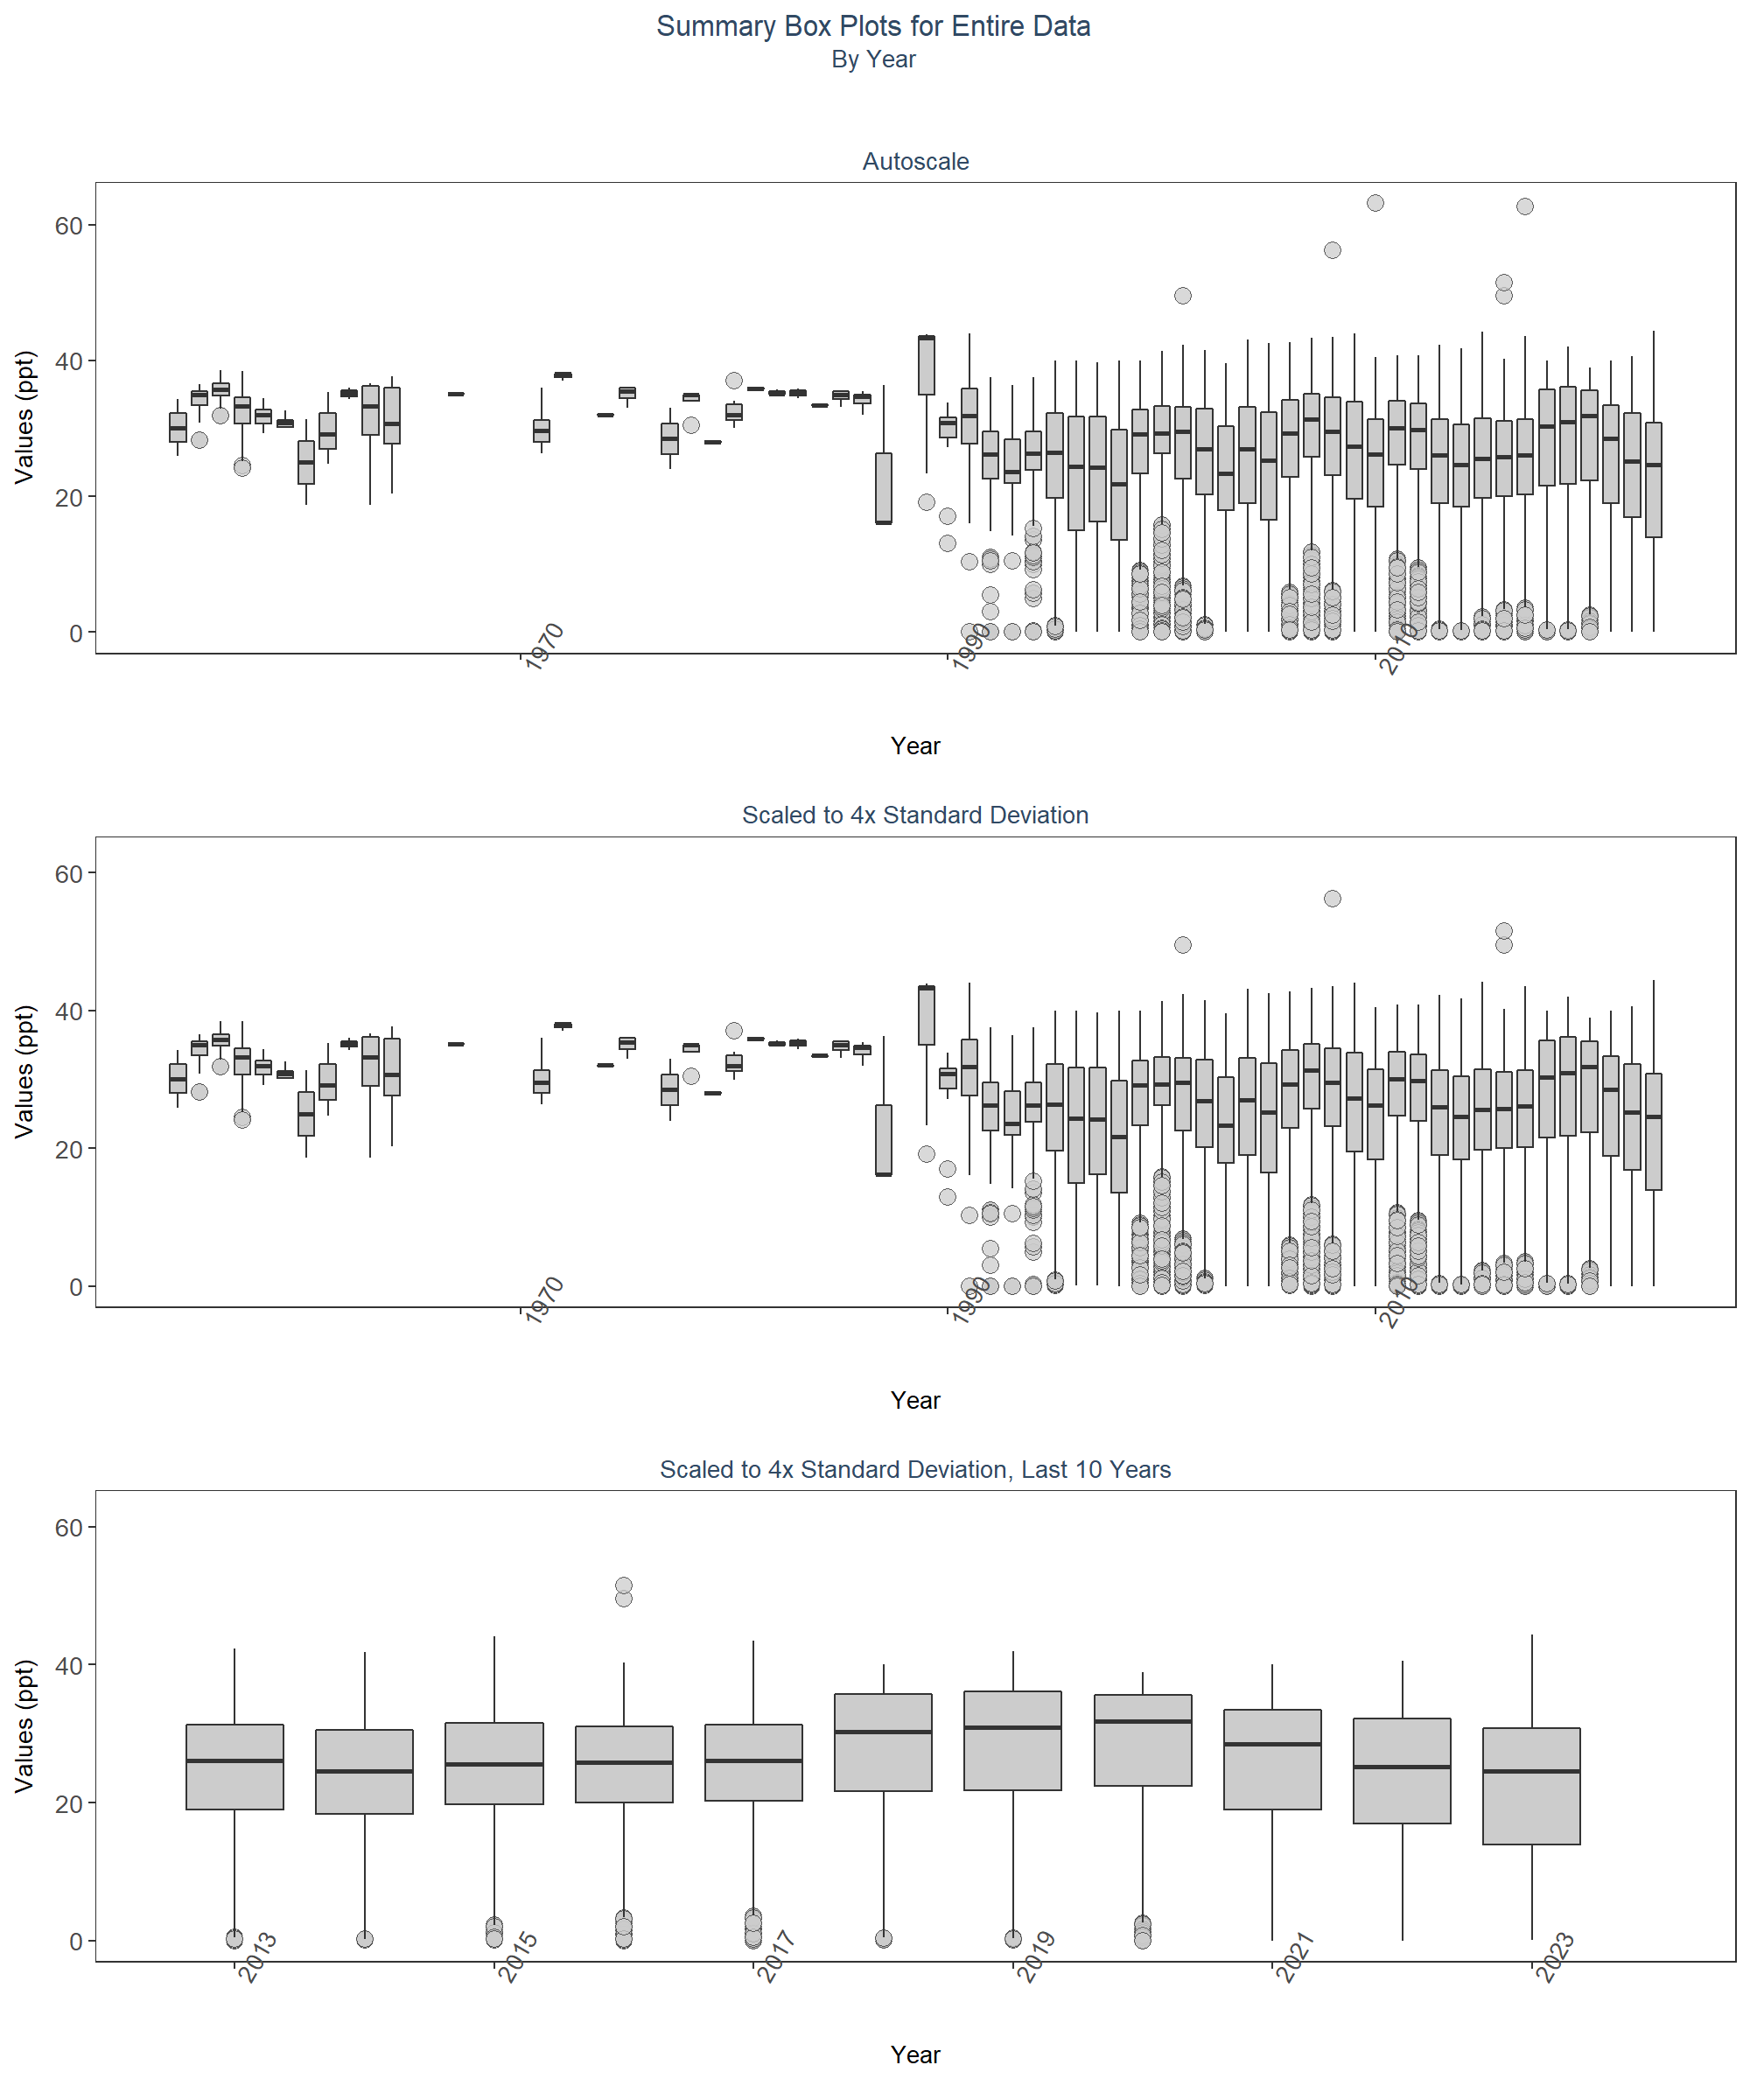 Summary Box Plots for Entire Data
By Year
Autoscale
Values (ppt)
60
40
20
0
1970
1990
2010
Year
Scaled to 4x Standard Deviation
Values (ppt)
60
40
20
0
1970
1990
2010
Year
Scaled to 4x Standard Deviation, Last 10 Years
Values (ppt)
60
40
20
0
2013
2015
2017
2019
2021
2023
Year